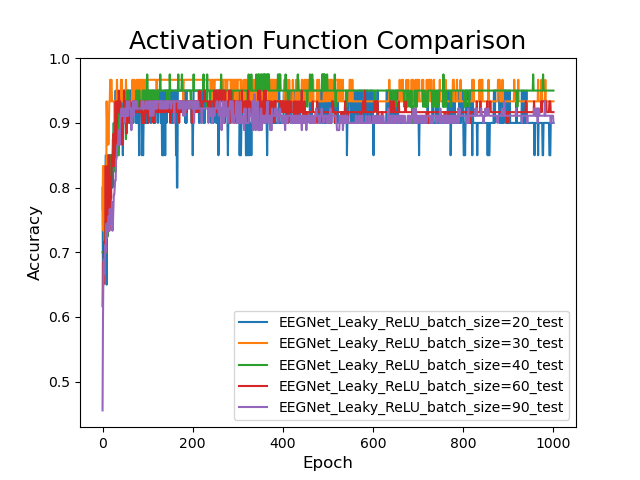 Activation Function Comparison
1.0
0.9
0.8
0.7
0.6
0.5
Accuracy
EEGNet_Leaky_ReLU_batch_size=20_test
EEGNet_Leaky_ReLU_batch_size=30_test
EEGNet_Leaky_ReLU_batch_size=40_test
EEGNet_Leaky_ReLU_batch_size=60_test
EEGNet_Leaky_ReLU_batch_size=90_test
0 200 400 600 800 1000
Epoch